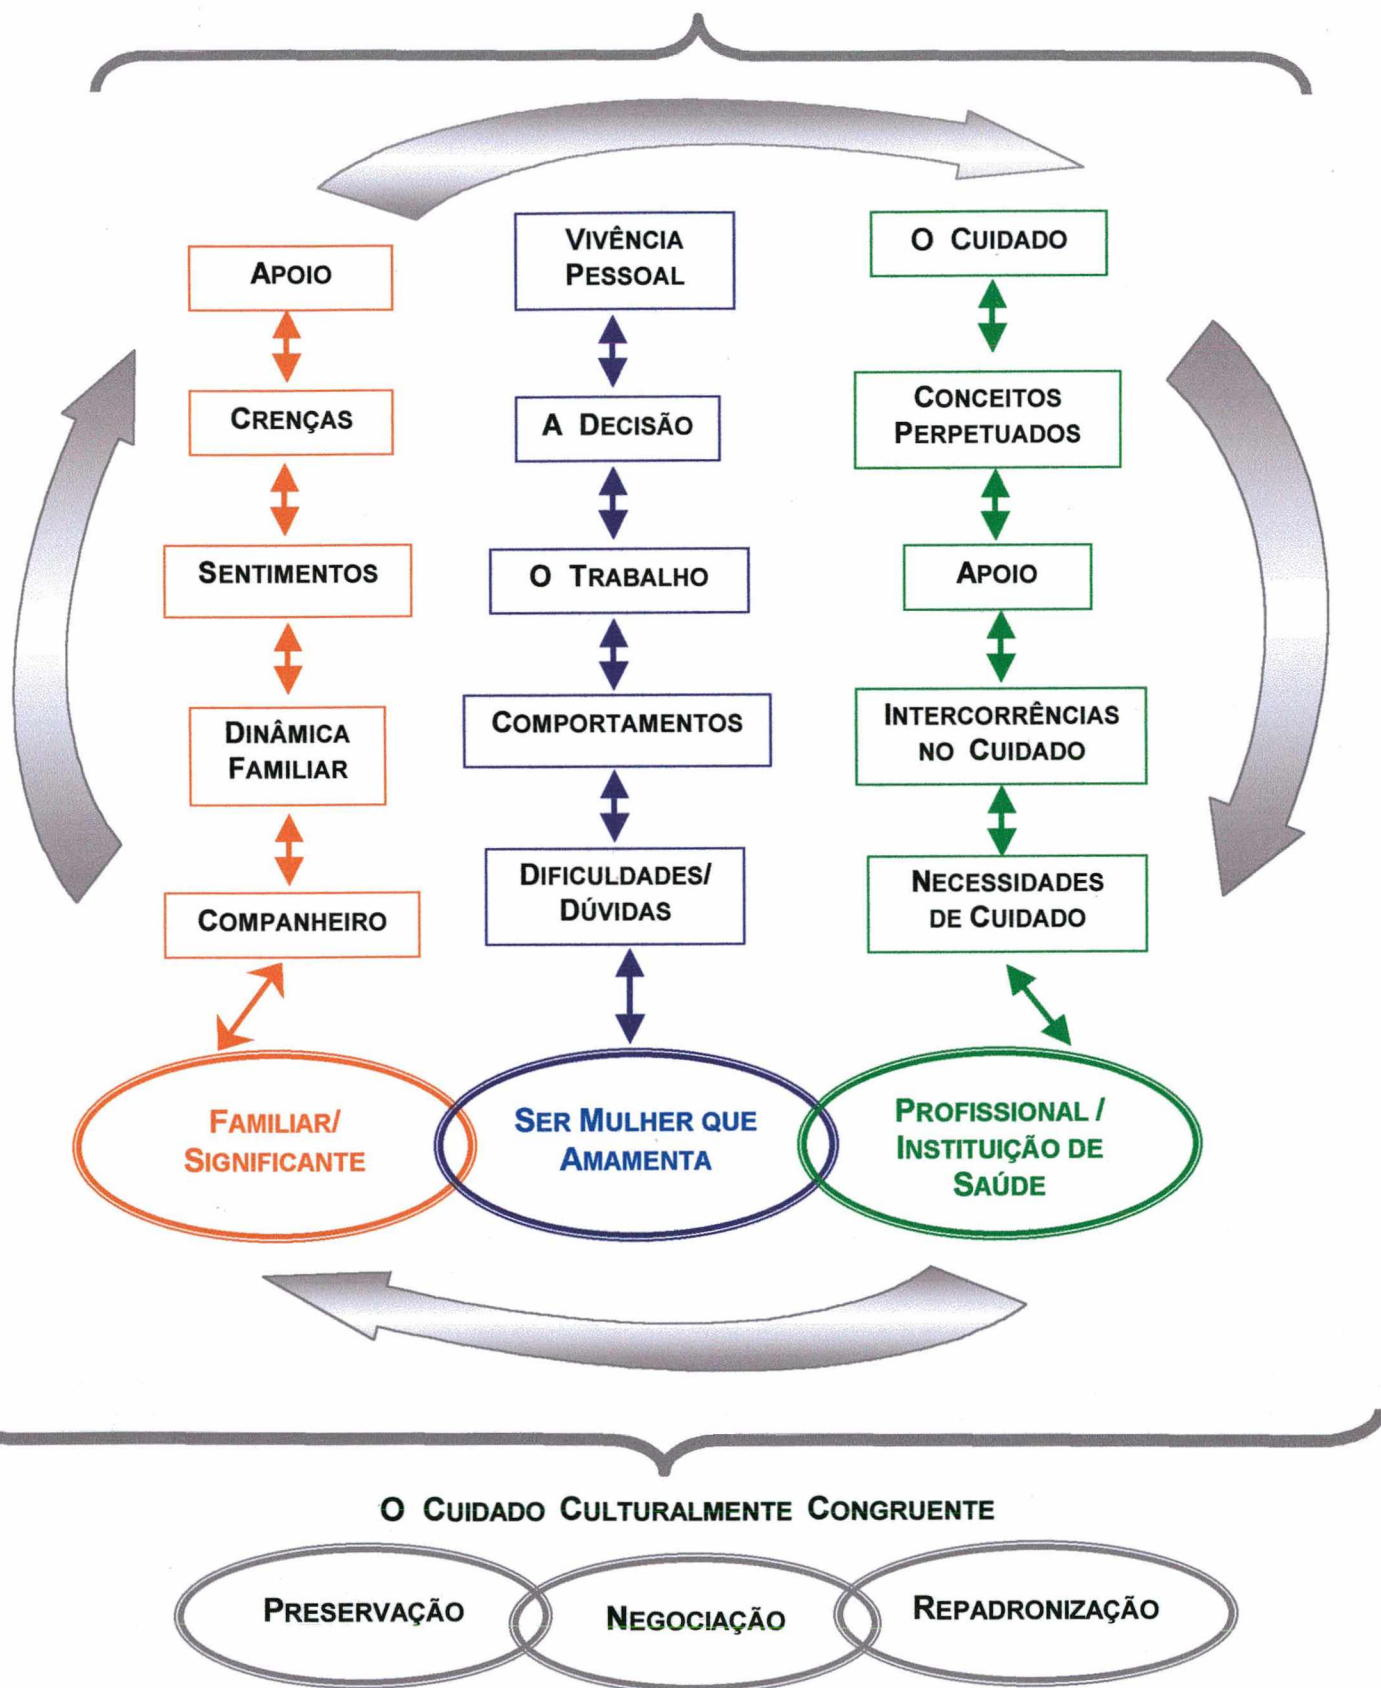 APOIO
CRENÇAS
SENTIMENTOS
DINÂMICA
FAMILIAR
COMPANHEIRO
FAMILIAR/
SIGNIFICANTE
VIVÊNCIA
PESSOAL
A DECISÃO
O TRABALHO
COMPORTAMENTOS
DIFICULDADES/
DÚVIDAS
SER MULHER QUE
AMAMENTA
O CUIDADO
CONCEITOS
PERPETUADOS
APOIO
INTERCORRÊNCIAS
NO CUIDADO
NECESSIDADES
DE CUIDADO
PROFISSIONAL /
INSTITUIÇÃO DE
SAÚDE
O CUIDADO CULTURALMENTE CONGRUENTE
PRESERVAÇÃO
NEGOCIAÇÃO
REPADRONIZAÇÃO